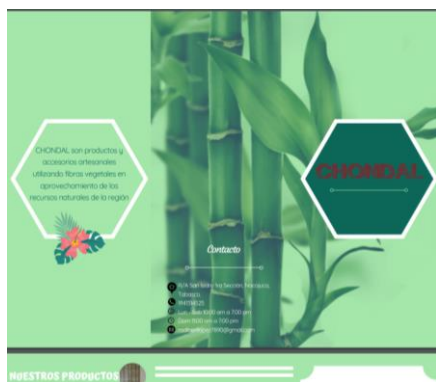 CHONDAL son productos y
accesorios artesanales
utilizando fibras vegetales en
aprovechamiento de los
recursos naturales de la región
Contacto
Tabasco.
CHONDAL
NUESTROS PRODUCTOS